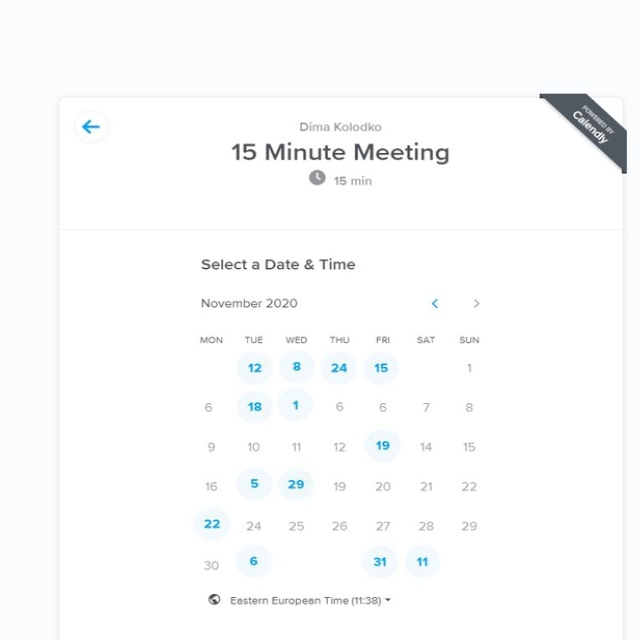 POWERED BY
Calendly
Dima Kolodko
15 Minute Meeting
15 min
Select a Date & Time
November 2020
MON TUE WED THU FRI SAT SUN
12 8 24 15 1
6 18 1 6 6 7 8
9 10 11 12 19 14 15
16 5 29 19 20 21 22
22 24 25 26 27 28 29
30 6 31 11
Eastern European Time (11:38)